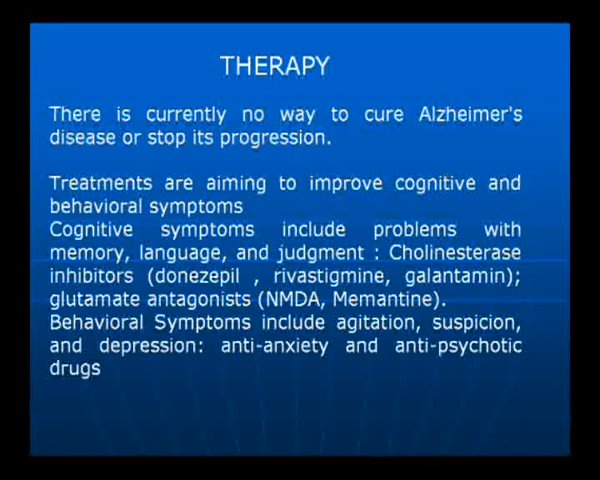 THERAPY
There is currently no way to cure Alzheimer's
disease or stop its progression.
Treatments are aiming to improve cognitive and
behavioral symptoms
Cognitive symptoms include problems with
memory, language, and judgment : Cholinesterase
inhibitors (donezepil , rivastigmine, galantamin);
glutamate antagonists (NMDA, Memantine).
Behavioral Symptoms include agitation, suspicion,
and depression: anti-anxiety and anti-psychotic
drugs